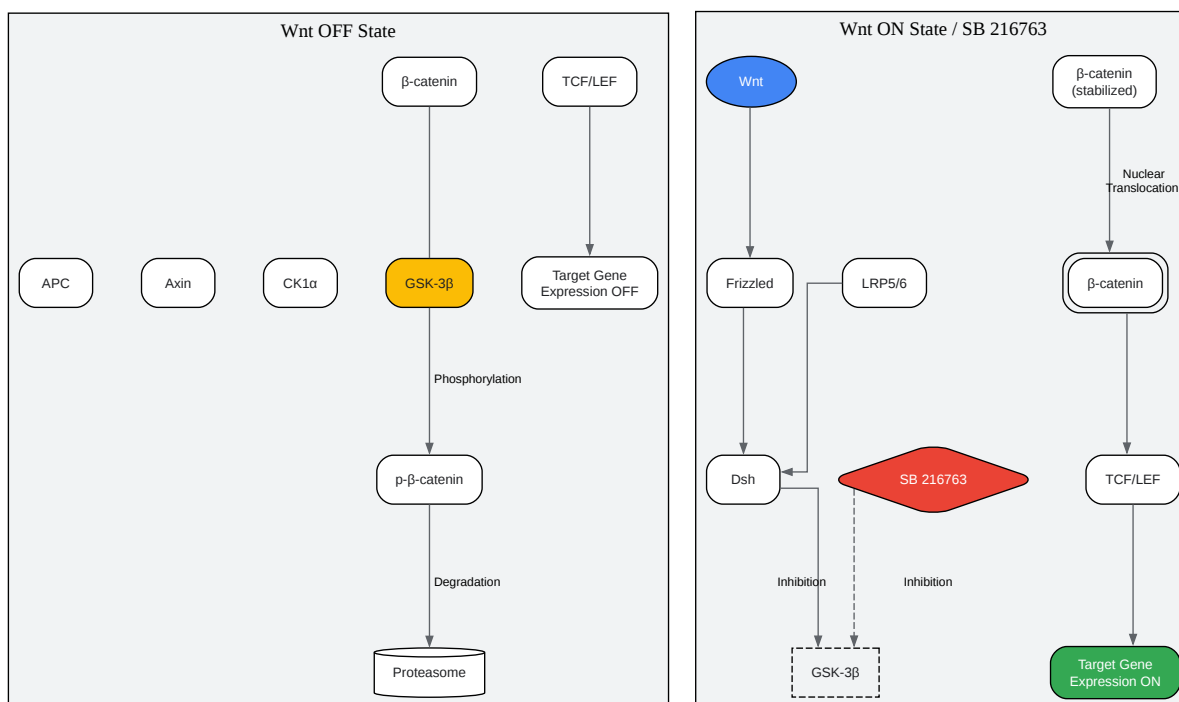 Wnt OFF State
β-catenin
TCF/LEF
APC
Axin
CK1α
GSK-3β
Target Gene
Expression OFF
Phosphorylation
p-β-catenin
Degradation
Proteasome
Wnt ON State / SB 216763
Wnt
β-catenin
(stabilized)
Nuclear
Translocation
Frizzled
LRP5/6
β-catenin
Dsh
SB 216763
TCF/LEF
Inhibition
Inhibition
GSK-3β
Target Gene
Expression ON